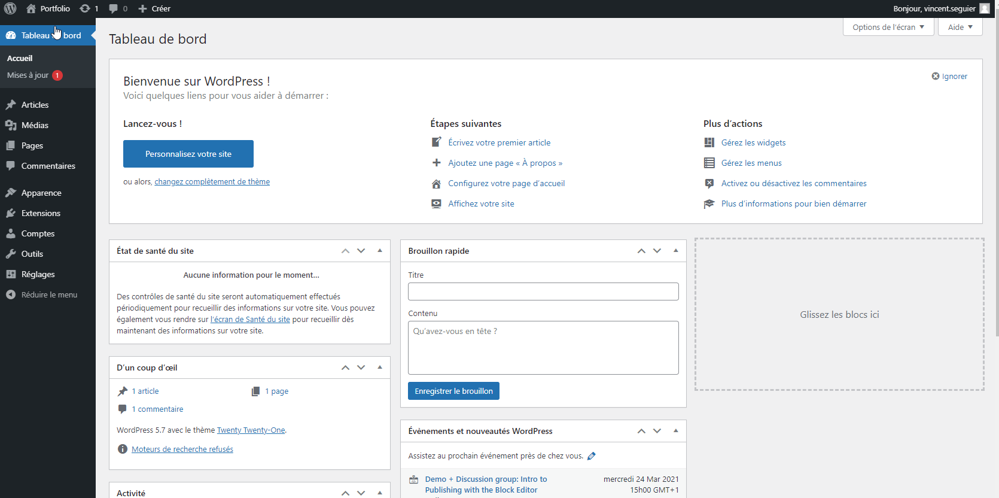 Portfolio 1 0 Créer
Bonjour, vincent.seguier
Tableau de bord
Accueil
Mises à jour 1
Articles
Médias
Pages
Commentaires
Apparence
Extensions
Comptes
Outils
Réglages
Réduire le menu
Options de l'écran
Aide
Tableau de bord
Bienvenue sur WordPress !
Voici quelques liens pour vous aider à démarrer :
Ignorer
Lancez-vous !
Personnalisez votre site
ou alors, changez complètement de thème
Étapes suivantes
Écrivez votre premier article
Ajoutez une page « À propos »
Configurez votre page d'accueil
Affichez votre site
Plus d'actions
Gérez les widgets
Gérez les menus
Activez ou désactivez les commentaires
Plus d'informations pour bien démarrer
État de santé du site
Aucune information pour le moment…
Des contrôles de santé du site seront automatiquement effectués
périodiquement pour recueillir des informations sur votre site. Vous pouvez
également vous rendre sur l'écran de Santé du site pour recueillir dès
maintenant des informations sur votre site.
D'un coup d'œil
1 article
1 page
1 commentaire
WordPress 5.7 avec le thème Twenty Twenty-One.
Moteurs de recherche refusés
Activité
Brouillon rapide
Titre
Contenu
Qu'avez-vous en tête ?
Enregistrer le brouillon
Évènements et nouveautés WordPress
Assistez au prochain événement près de chez vous.
Demo + Discussion group: Intro to
Publishing with the Block Editor
mercredi 24 Mar 2021
15h00 GMT+1
Glissez les blocs ici